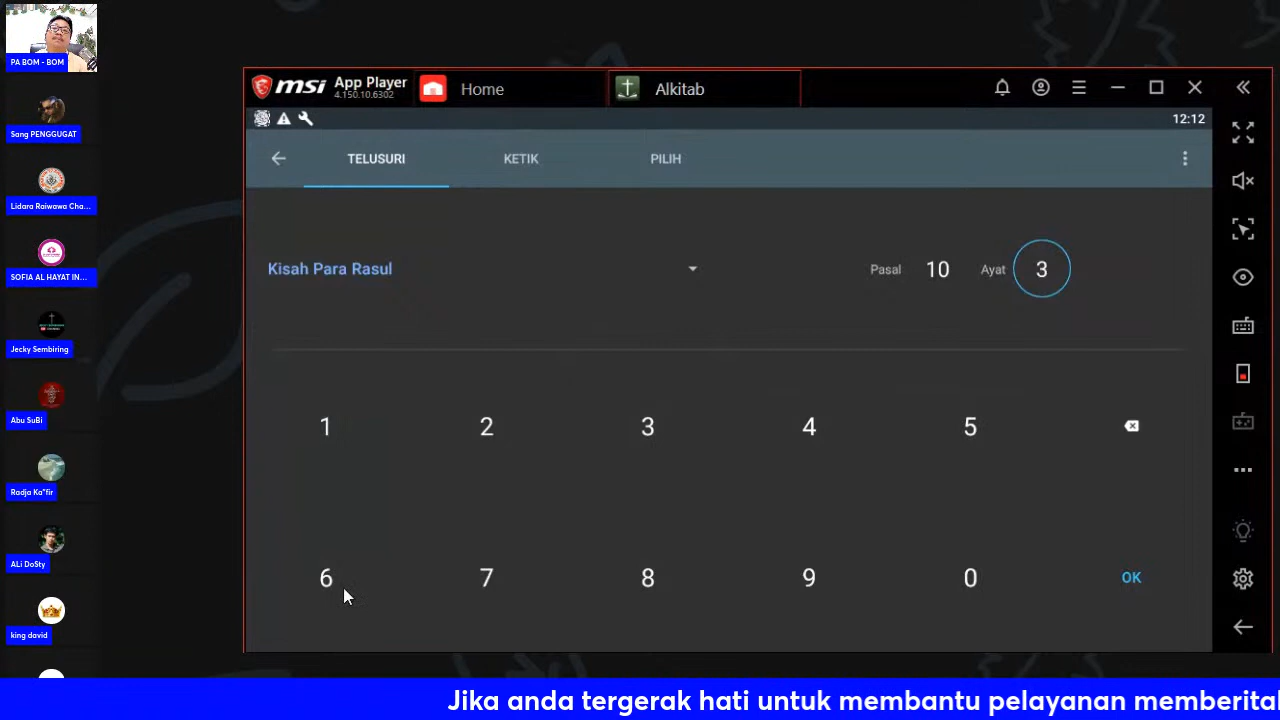 PA BOM - BOM
Sang PENGGUGAT
Lidara Raiwawa Cha...
SOFIA AL HAYAT IN...
Jecky Sembiring
Abu SuBi
Radja Ka"fir
ALi DoSty
king david
msi App Player
4.150.10.6302
Home
Alkitab
12:12
TELUSURI
KETIK
PILIH
Kisah Para Rasul
Pasal 10 Ayat 3
1 2 3 4 5
6 7 8 9 0 OK
Jika anda tergerak hati untuk membantu pelayanan memberita